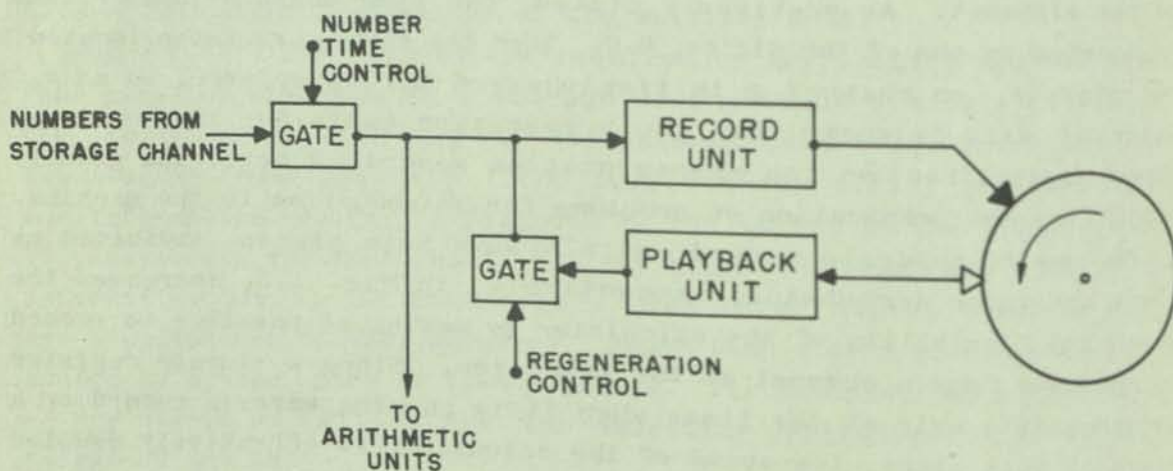 NUMBER
TIME
CONTROL
NUMBERS FROM
STORAGE CHANNEL
GATE
RECORD
UNIT
GATE
PLAYBACK
UNIT
REGENERATION
CONTROL
TO
ARITHMETIC
UNITS